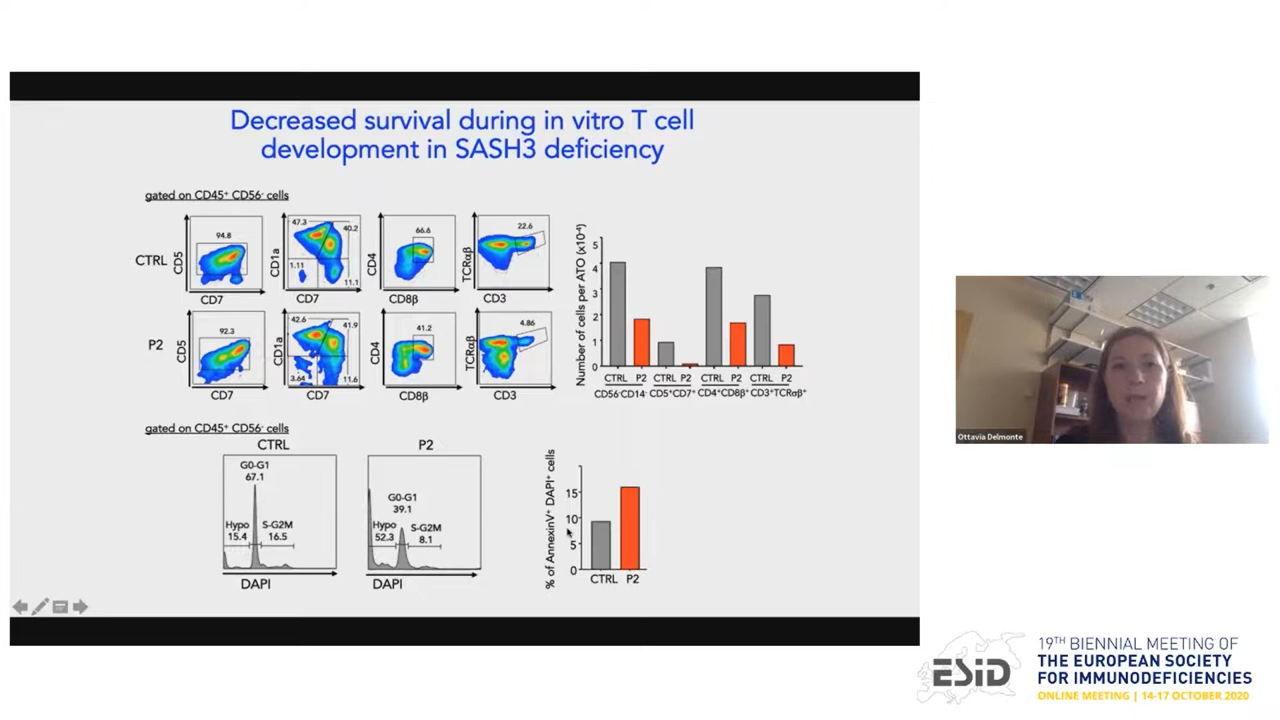 Decreased survival during in vitro T cell
development in SASH3 deficiency
gated on CD45⁺ CD56⁻ cells
CTRL
CD5
94.8
CD7
CD1a
47.3
40.2
1.11
11.1
CD7
CD4
66.6
CD8β
TCRαβ
22.6
CD3
P2
CD5
92.3
CD7
CD1a
42.6
41.9
3.64
11.6
CD7
CD4
41.2
CD8β
TCRαβ
4.86
CD3
Number of cells per ATO (x10⁻⁴)
5
4
3
2
1
0
CTRL P2 CTRL P2 CTRL P2 CTRL P2
CD56⁻CD14⁻ CD5⁺CD7⁺ CD4⁺CD8β⁺ CD3⁺TCRαβ⁺
gated on CD45⁺ CD56⁻ cells
CTRL
G0-G1
67.1
Hypo
15.4
S-G2M
16.5
DAPI
P2
G0-G1
39.1
Hypo
52.3
S-G2M
8.1
DAPI
% of AnnexinV⁺ DAPI⁺ cells
15
10
5
0
CTRL P2
Ottavia Delmonte
ESiD
19TH BIENNIAL MEETING OF
THE EUROPEAN SOCIETY
FOR IMMUNODEFICIENCIES
ONLINE MEETING | 14-17 OCTOBER 2020